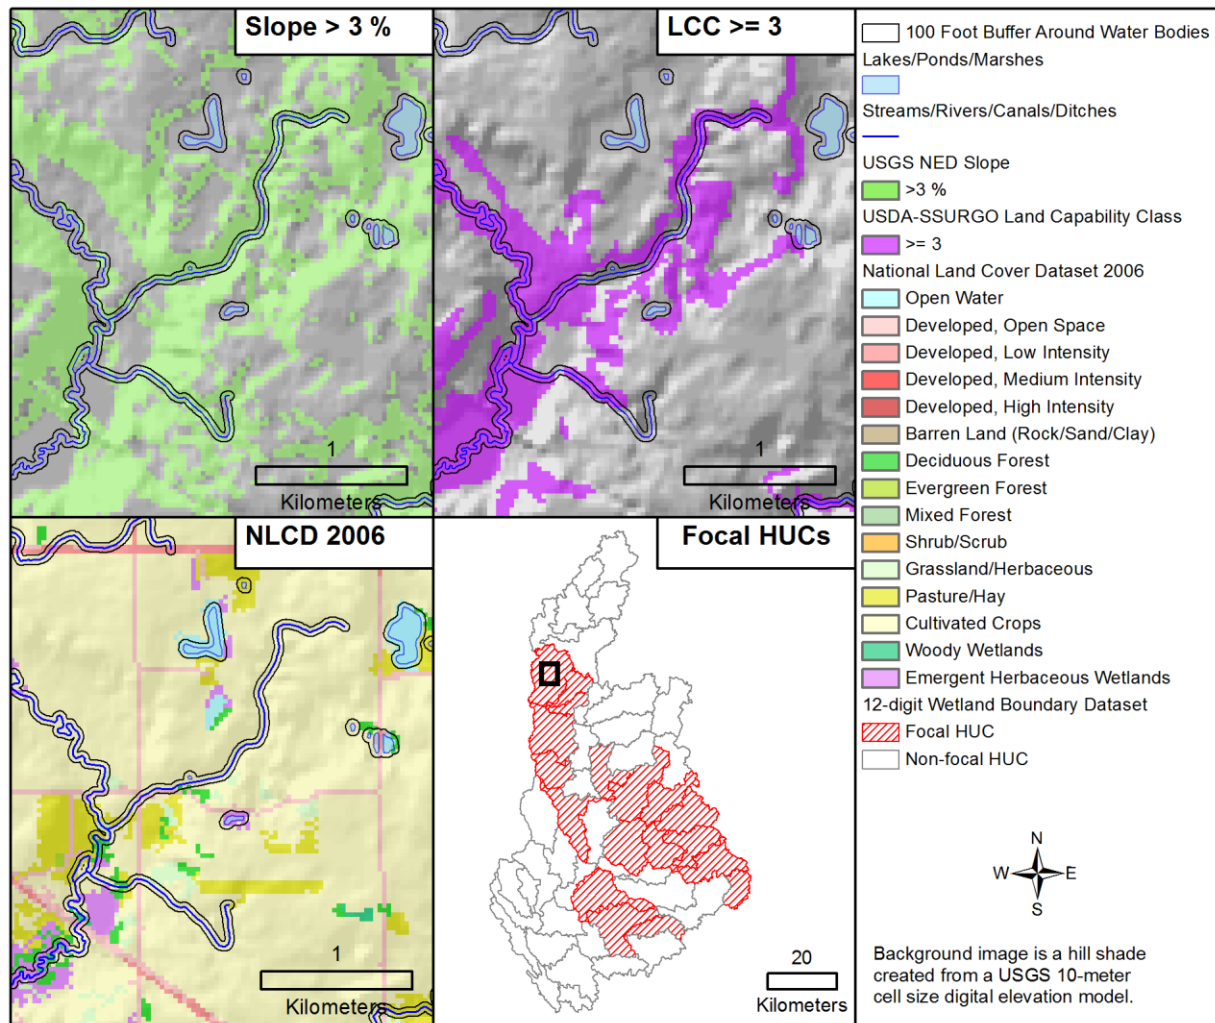 Slope > 3 %
LCC >= 3
1
Kilometers
1
Kilometers
NLCD 2006
Focal HUCs
1
Kilometers
20
Kilometers
100 Foot Buffer Around Water Bodies
Lakes/Ponds/Marshes
Streams/Rivers/Canals/Ditches
USGS NED Slope
>3 %
USDA-SSURGO Land Capability Class
>= 3
National Land Cover Dataset 2006
Open Water
Developed, Open Space
Developed, Low Intensity
Developed, Medium Intensity
Developed, High Intensity
Barren Land (Rock/Sand/Clay)
Deciduous Forest
Evergreen Forest
Mixed Forest
Shrub/Scrub
Grassland/Herbaceous
Pasture/Hay
Cultivated Crops
Woody Wetlands
Emergent Herbaceous Wetlands
12-digit Wetland Boundary Dataset
Focal HUC
Non-focal HUC
N
W E
S
Background image is a hill shade
created from a USGS 10-meter
cell size digital elevation model.